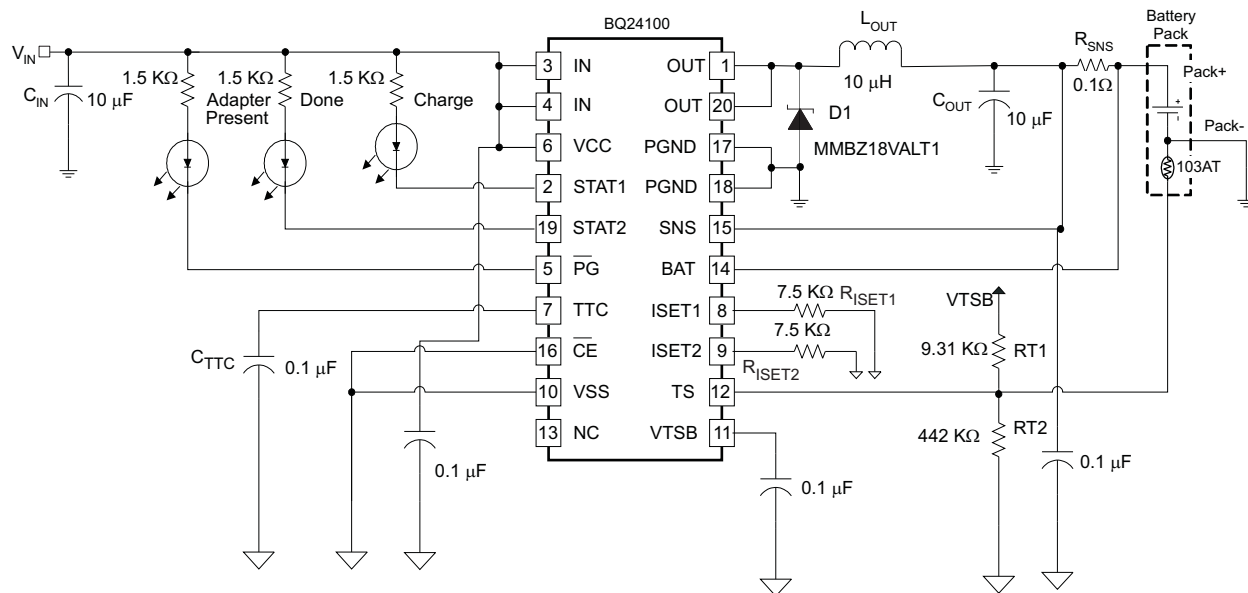 BQ24100
V_IN
C_IN
10 μF
1.5 KΩ
1.5 KΩ
1.5 KΩ
Adapter
Present
Done
Charge
3 IN
4 IN
6 VCC
2 STAT1
19 STAT2
5 P̅G̅
7 TTC
16 C̅E̅
10 VSS
13 NC
OUT 1
OUT 20
PGND 17
PGND 18
SNS 15
BAT 14
ISET1 8
ISET2 9
TS 12
VTSB 11
C_TTC
0.1 μF
0.1 μF
L_OUT
10 μH
D1
MMBZ18VALT1
C_OUT
10 μF
R_SNS
0.1Ω
Battery
Pack
Pack+
+
Pack-
103AT
7.5 KΩ
R_ISET1
7.5 KΩ
R_ISET2
VTSB
9.31 KΩ
RT1
442 KΩ
RT2
0.1 μF
0.1 μF